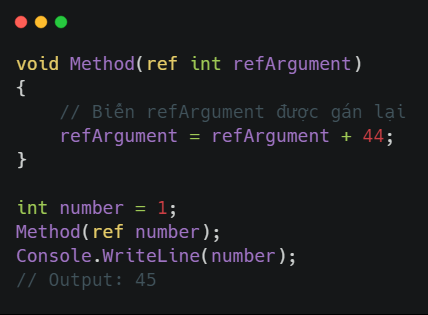 void Method(ref int refArgument)
{
    // Biến refArgument được gán lại
    refArgument = refArgument + 44;
}

int number = 1;
Method(ref number);
Console.WriteLine(number);
// Output: 45